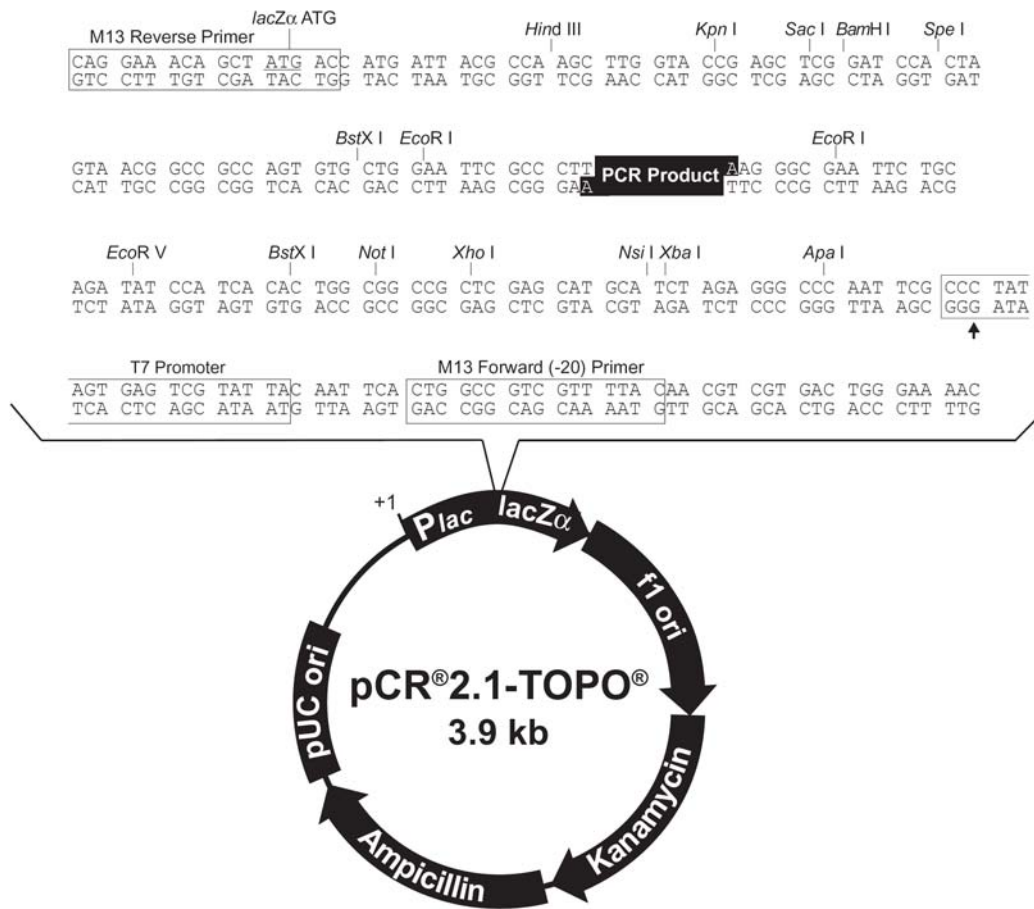 lacZα ATG
M13 Reverse Primer Hind III Kpn I Sac I BamH I Spe I
CAG GAA ACA GCT ATG ACC ATG ATT ACG CCA AGC TTG GTA CCG AGC TCG GAT CCA CTA
GTC CTT TGT CGA TAC TGG TAC TAA TGC GGT TCG AAC CAT GGC TCG AGC CTA GGT GAT
BstX I EcoR I EcoR I
GTA ACG GCC GCC AGT GTG CTG GAA TTC GCC CTT PCR Product AAG GGC GAA TTC TGC
CAT TGC CGG CGG TCA CAC GAC CTT AAG CGG GAA TTC CCG CTT AAG ACG
EcoR V BstX I Not I Xho I Nsi I Xba I Apa I
AGA TAT CCA TCA CAC TGG CGG CCG CTC GAG CAT GCA TCT AGA GGG CCC AAT TCG CCC TAT
TCT ATA GGT AGT GTG ACC GCC GGC GAG CTC GTA CGT AGA TCT CCC GGG TTA AGC GGG ATA
T7 Promoter M13 Forward (-20) Primer
AGT GAG TCG TAT TAC AAT TCA CTG GCC GTC GTT TTA CAA CGT CGT GAC TGG GAA AAC
TCA CTC AGC ATA ATG TTA AGT GAC CGG CAG CAA AAT GTT GCA GCA CTG ACC CTT TTG
+1
Plac lacZα
f1 ori
pUC ori
pCR®2.1-TOPO®
3.9 kb
Kanamycin
Ampicillin